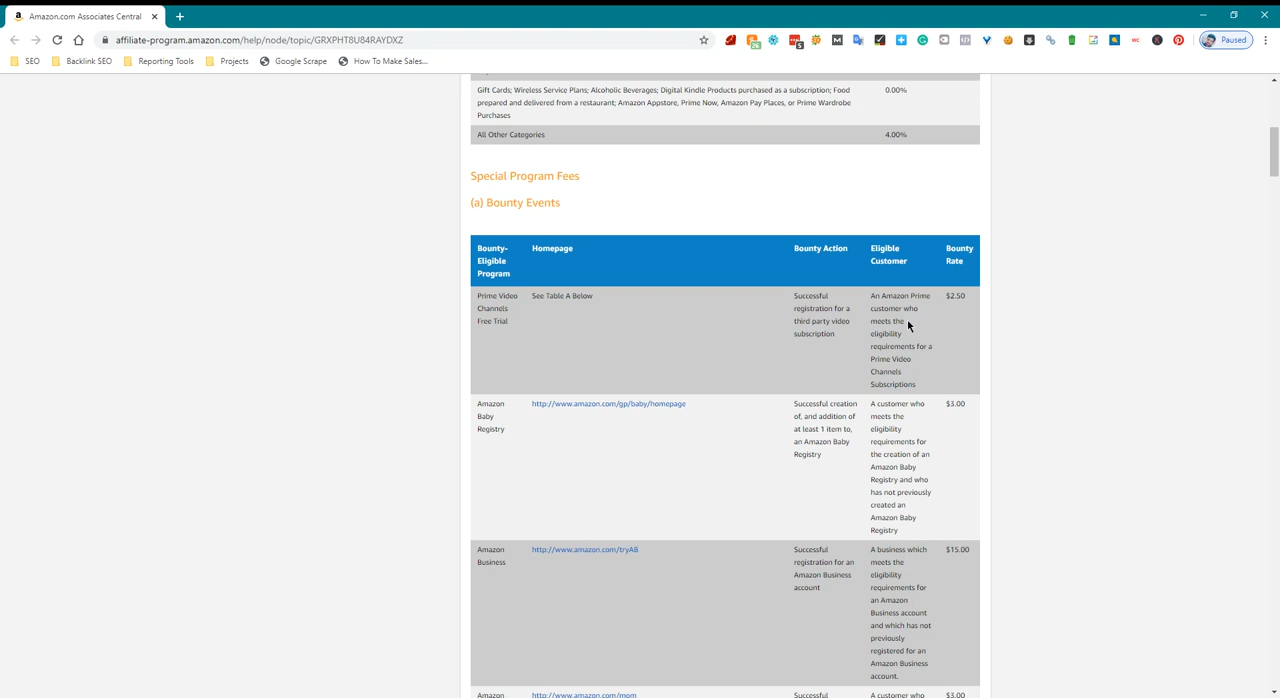 Amazon.com Associates Central
affiliate-program.amazon.com/help/node/topic/GRXPHT8U84RAYDXZ
Paused
SEO
Backlink SEO
Reporting Tools
Projects
Google Scrape
How To Make Sales...
Gift Cards; Wireless Service Plans; Alcoholic Beverages; Digital Kindle Products purchased as a subscription; Food
prepared and delivered from a restaurant; Amazon Appstore, Prime Now, Amazon Pay Places, or Prime Wardrobe
Purchases
0.00%
All Other Categories
4.00%
Special Program Fees
(a) Bounty Events
Bounty-
Eligible
Program
Homepage
Bounty Action
Eligible
Customer
Bounty
Rate
Prime Video
Channels
Free Trial
See Table A Below
Successful
registration for a
third party video
subscription
An Amazon Prime
customer who
meets the
eligibility
requirements for a
Prime Video
Channels
Subscriptions
$2.50
Amazon
Baby
Registry
http://www.amazon.com/gp/baby/homepage
Successful creation
of, and addition of
at least 1 item to,
an Amazon Baby
Registry
A customer who
meets the
eligibility
requirements for
the creation of an
Amazon Baby
Registry and who
has not previously
created an
Amazon Baby
Registry
$3.00
Amazon
Business
http://www.amazon.com/tryAB
Successful
registration for an
Amazon Business
account
A business which
meets the
eligibility
requirements for
an Amazon
Business account
and which has not
previously
registered for an
Amazon Business
account.
$15.00
Amazon
http://www.amazon.com/mom
Successful
A customer who
$3.00